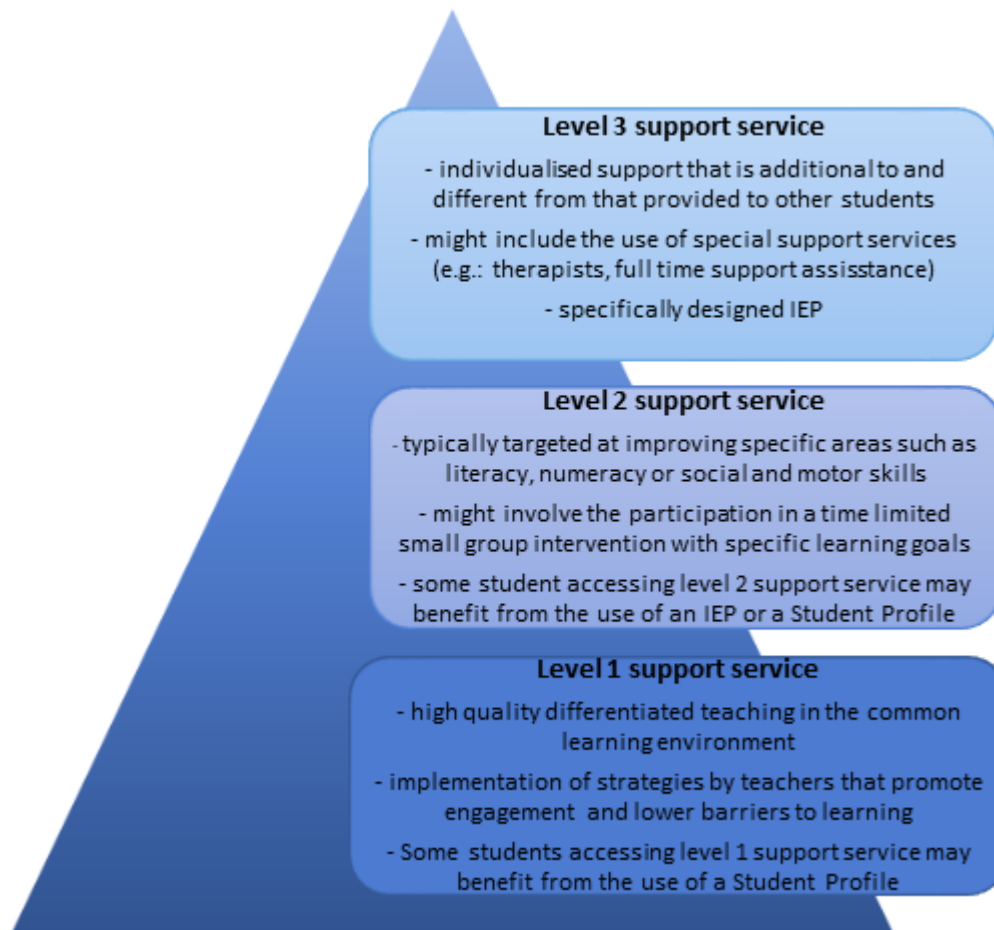 Level 3 support service
- individualised support that is additional to and
different from that provided to other students
- might include the use of special support services
(e.g.: therapists, full time support assisstance)
- specifically designed IEP
Level 2 support service
- typically targeted at improving specific areas such as
literacy, numeracy or social and motor skills
- might involve the participation in a time limited
small group intervention with specific learning goals
- some student accessing level 2 support service may
benefit from the use of an IEP or a Student Profile
Level 1 support service
- high quality differentiated teaching in the common
learning environment
- implementation of strategies by teachers that promote
engagement and lower barriers to learning
- Some students accessing level 1 support service may
benefit from the use of a Student Profile